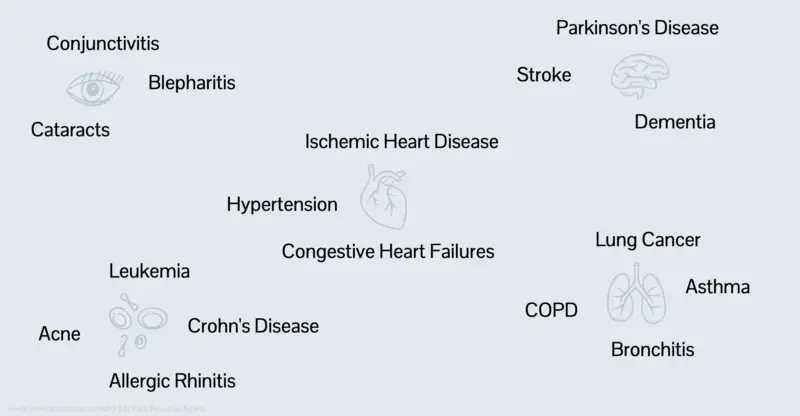 Conjunctivitis
Blepharitis
Cataracts
Parkinson's Disease
Stroke
Dementia
Ischemic Heart Disease
Hypertension
Congestive Heart Failures
Leukemia
Acne
Crohn's Disease
Allergic Rhinitis
Lung Cancer
Asthma
COPD
Bronchitis